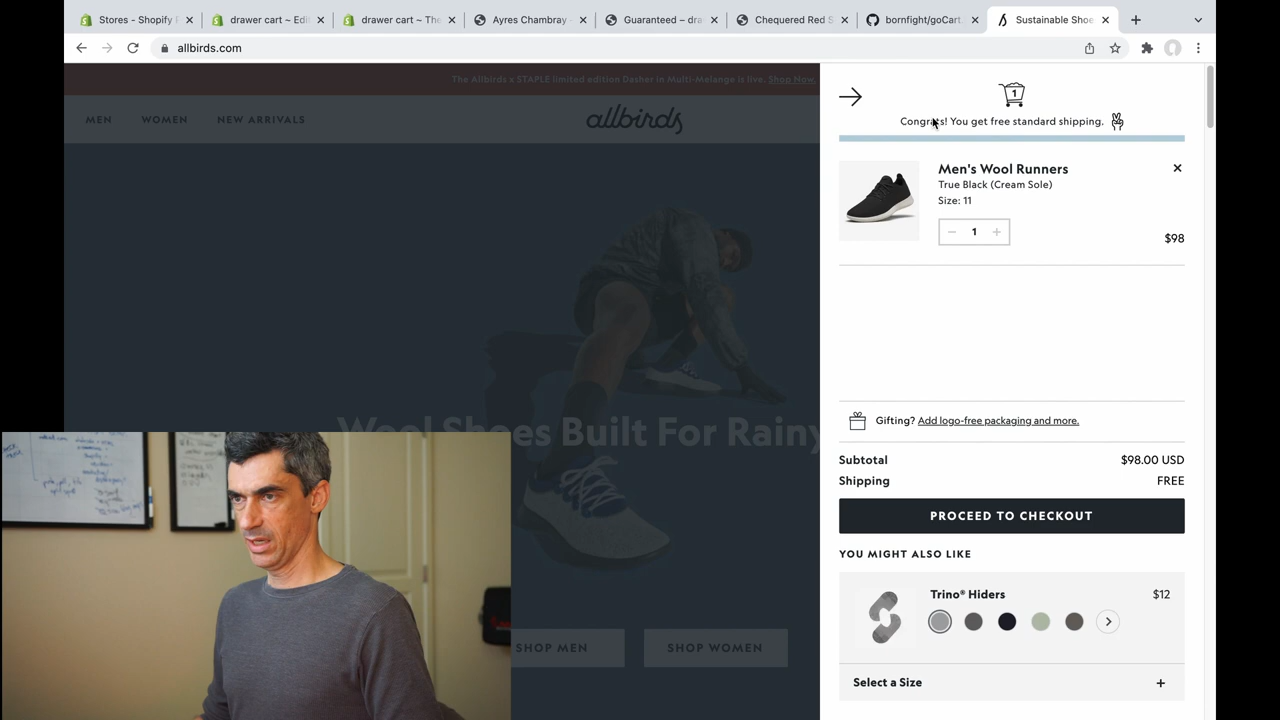 Stores - Shopify
drawer cart ~ Edi
drawer cart ~ The
Ayres Chambray
Guaranteed – dra
Chequered Red S
bornfight/goCart
Sustainable Shoe
allbirds.com
The Allbirds x STAPLE limited edition Dasher in Multi-Melange is live. Shop Now.
MEN
WOMEN
NEW ARRIVALS
allbirds
Wool Shoes Built For Rainy
SHOP MEN
SHOP WOMEN
1
Congrats! You get free standard shipping.
Men's Wool Runners
True Black (Cream Sole)
Size: 11
− 1 +
$98
Gifting? Add logo-free packaging and more.
Subtotal $98.00 USD
Shipping FREE
PROCEED TO CHECKOUT
YOU MIGHT ALSO LIKE
Trino® Hiders $12
Select a Size +